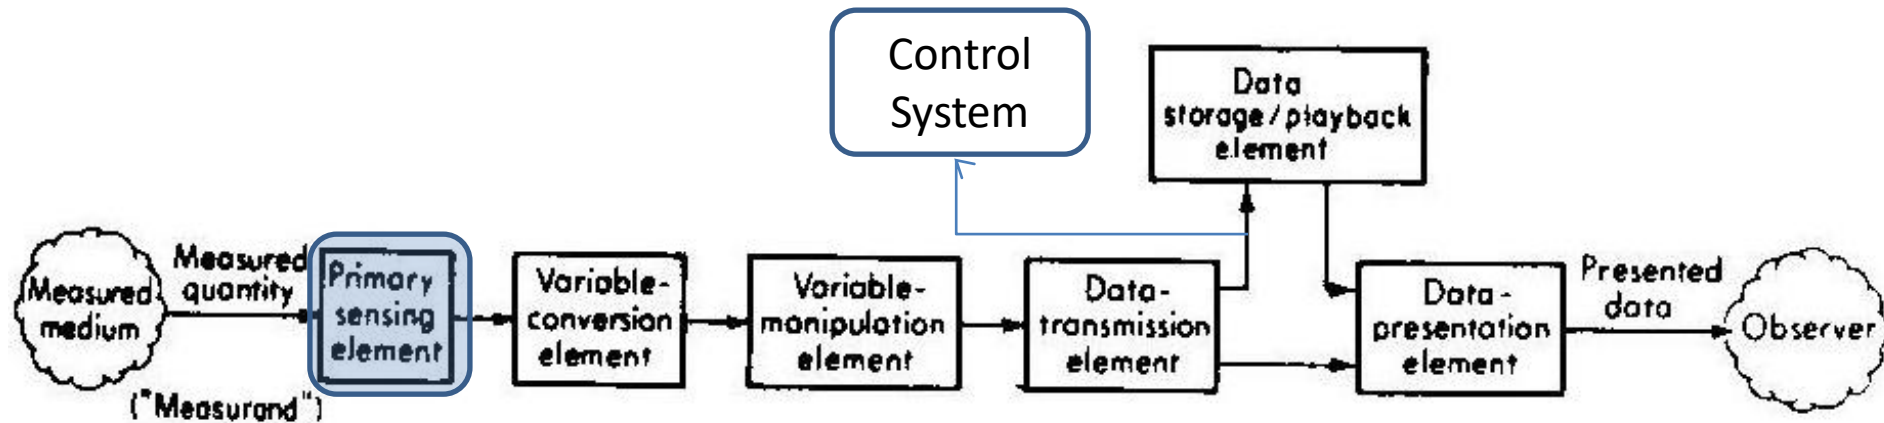 Control
System
Data
storage/playback
element
Measured
medium
Measured
quantity
("Measurand")
Primary
sensing
element
Variable-
conversion
element
Variable-
manipulation
element
Data-
transmission
element
Data-
presentation
element
Presented
data
Observer